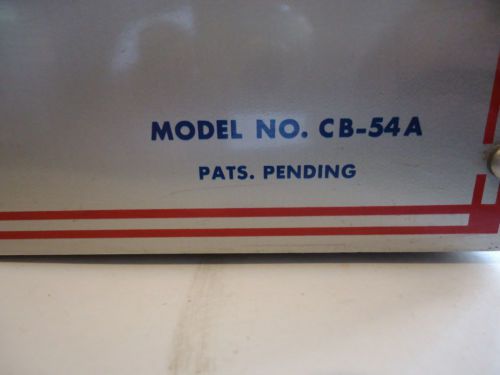 MODEL NO. CB-54A
PATS. PENDING